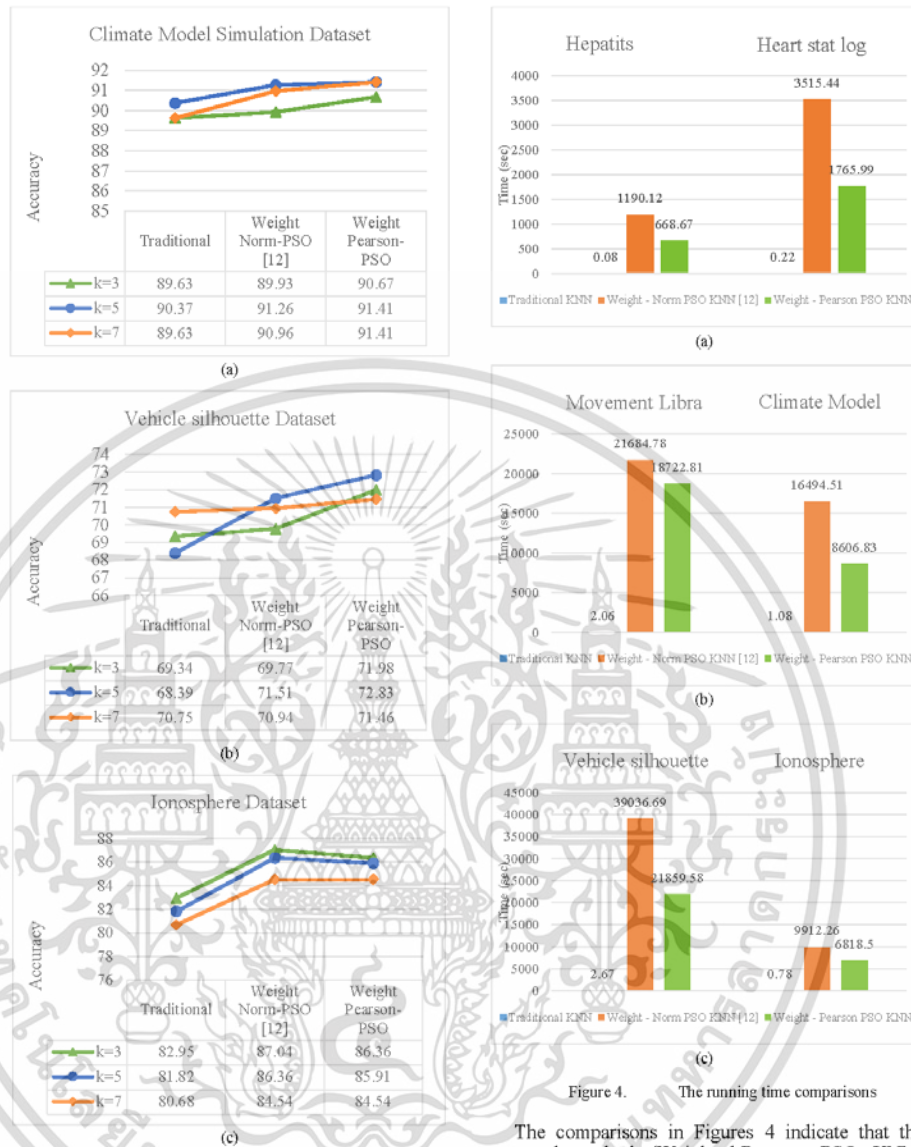 Climate Model Simulation Dataset
92
91
90
89
88
87
86
85
Accuracy
Traditional Weight Norm-PSO [12] Weight Pearson-PSO
k=3 89.63 89.93 90.67
k=5 90.37 91.26 91.41
k=7 89.63 90.96 91.41
(a)
Vehicle silhouette Dataset
74
73
72
71
70
69
68
67
66
Accuracy
Traditional Weight Norm-PSO [12] Weight Pearson-PSO
k=3 69.34 69.77 71.98
k=5 68.39 71.51 72.83
k=7 70.75 70.94 71.46
(b)
Ionosphere Dataset
88
86
84
82
80
78
76
Accuracy
Traditional Weight Norm-PSO [12] Weight Pearson-PSO
k=3 82.95 87.04 86.36
k=5 81.82 86.36 85.91
k=7 80.68 84.54 84.54
(c)
Hepatits Heart stat log
4000
3500
3000
2500
2000
1500
1000
500
0
Time (sec)
0.08 1190.12 668.67 0.22 3515.44 1765.99
Traditional KNN Weight - Norm PSO KNN [12] Weight - Pearson PSO KNN
(a)
Movement Libra Climate Model
25000
20000
15000
10000
5000
0
Time (sec)
2.06 21684.78 18722.81 1.08 16494.51 8606.83
Traditional KNN Weight - Norm PSO KNN [12] Weight - Pearson PSO KNN
(b)
Vehicle silhouette Ionosphere
45000
40000
35000
30000
25000
20000
15000
10000
5000
0
Time (sec)
2.67 39036.69 21859.58 0.78 9912.26 6818.5
Traditional KNN Weight - Norm PSO KNN [12] Weight - Pearson PSO KNN
(c)
Figure 4. The running time comparisons
The comparisons in Figures 4 indicate that th